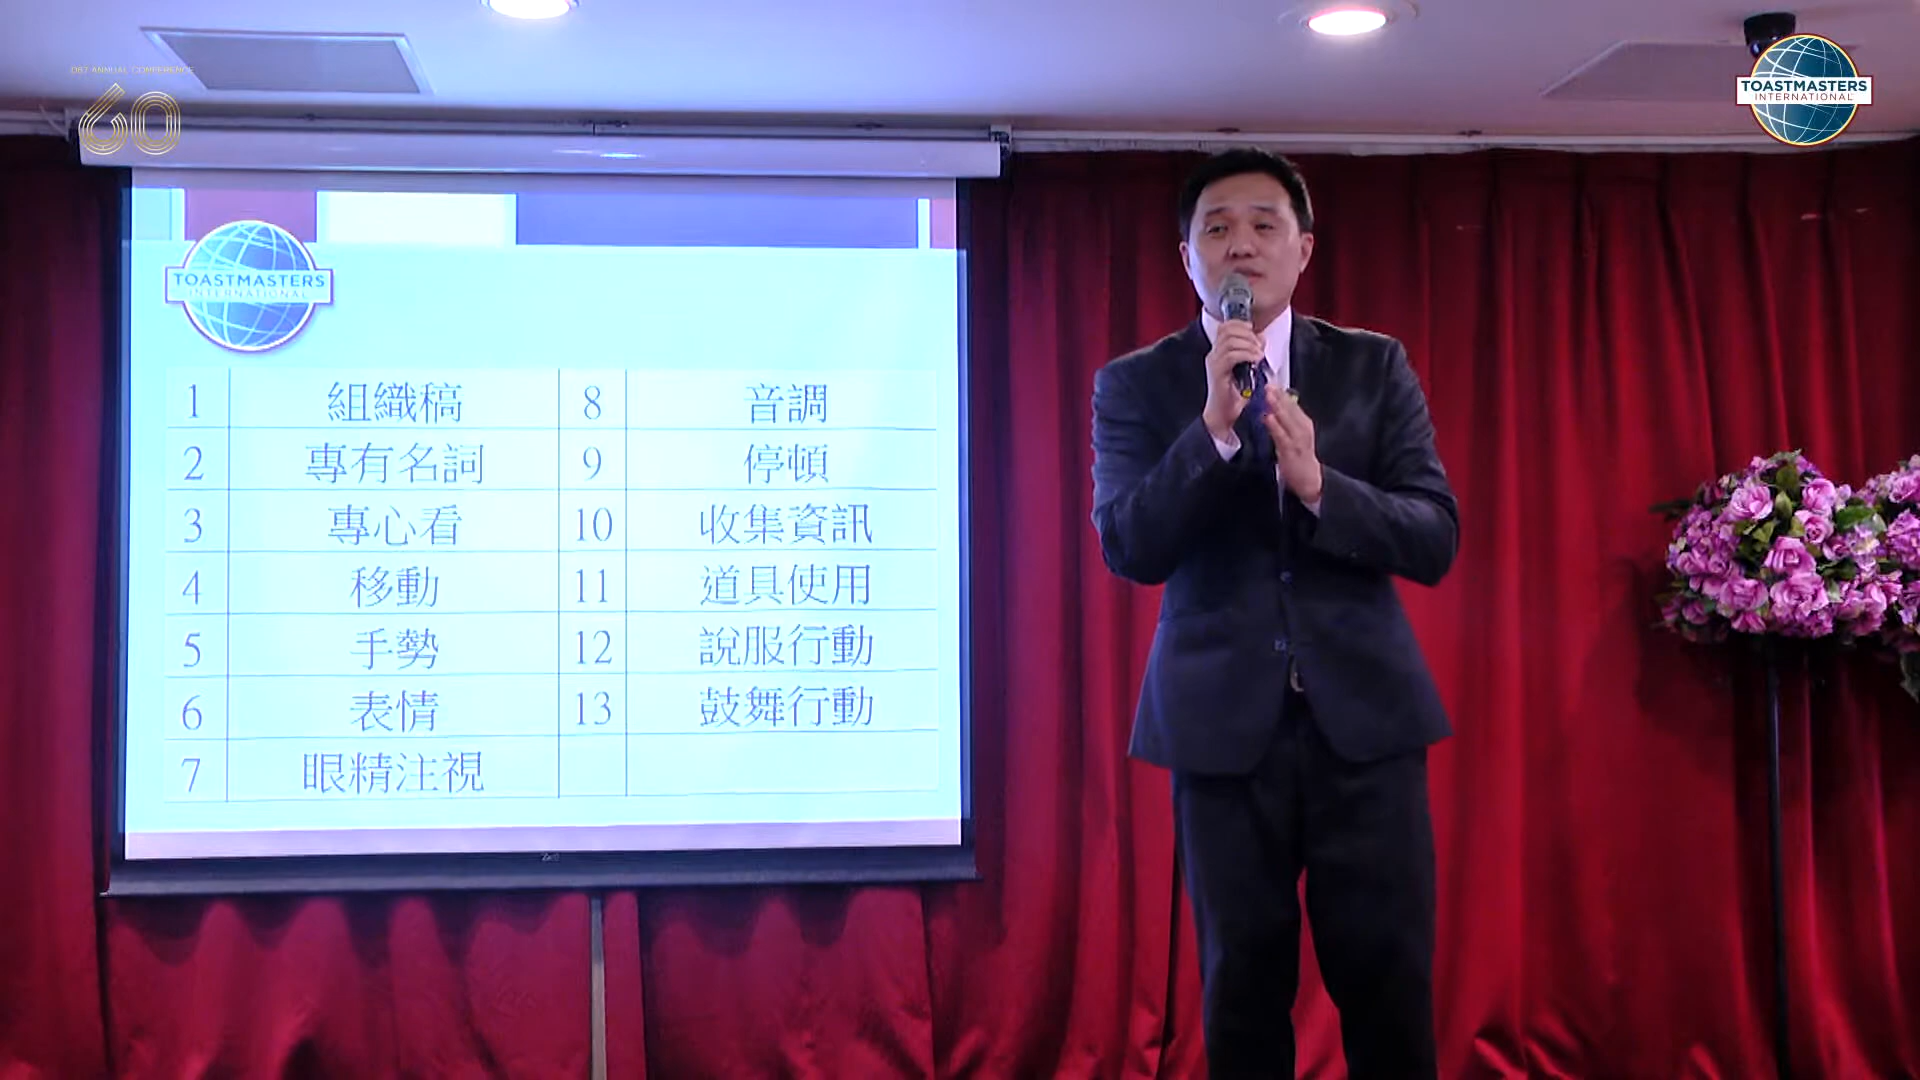 D67 ANNUAL CONFERENCE
60
TOASTMASTERS
INTERNATIONAL
TOASTMASTERS
INTERNATIONAL
1 組織稿 8 音調
2 專有名詞 9 停頓
3 專心看 10 收集資訊
4 移動 11 道具使用
5 手勢 12 說服行動
6 表情 13 鼓舞行動
7 眼精注視